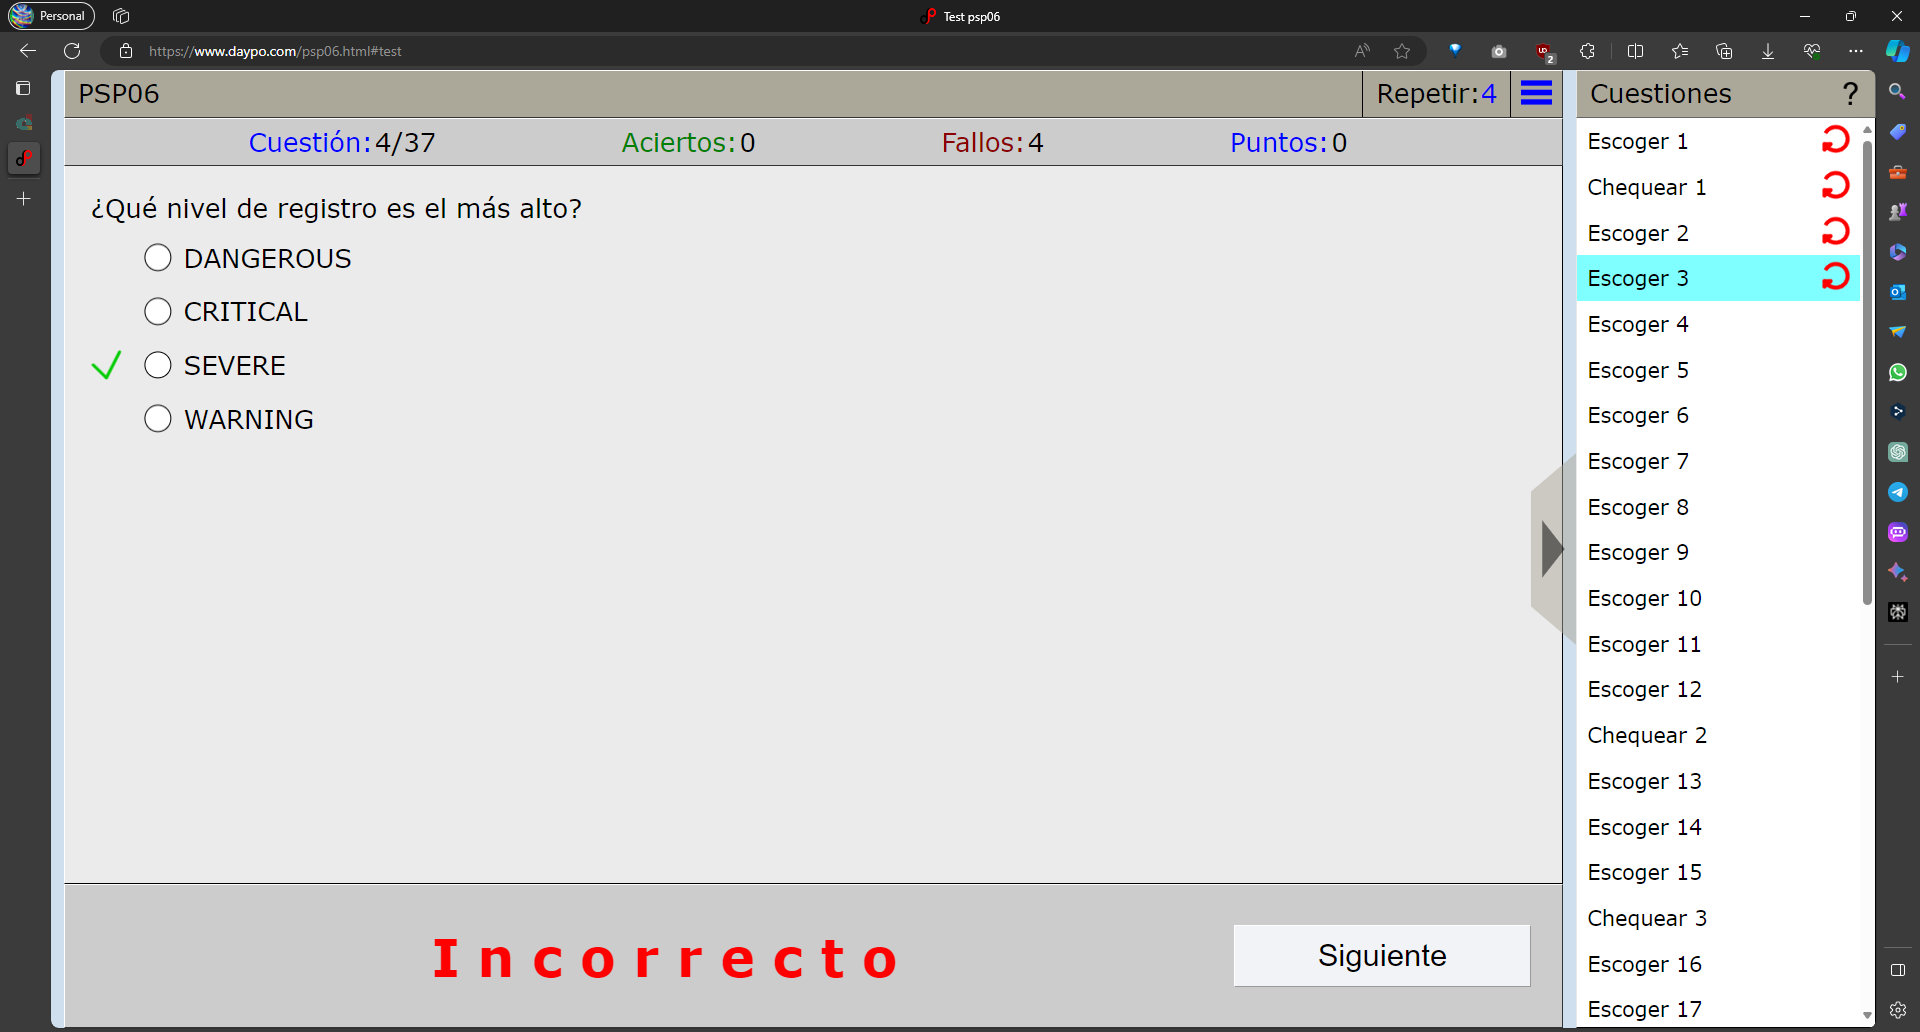 Personal
Test psp06
https://www.daypo.com/psp06.html#test
2
PSP06
Repetir:4
Cuestiones
?
Cuestión:4/37
Aciertos:0
Fallos:4
Puntos:0
¿Qué nivel de registro es el más alto?
DANGEROUS
CRITICAL
SEVERE
WARNING
Incorrecto
Siguiente
Escoger 1
Chequear 1
Escoger 2
Escoger 3
Escoger 4
Escoger 5
Escoger 6
Escoger 7
Escoger 8
Escoger 9
Escoger 10
Escoger 11
Escoger 12
Chequear 2
Escoger 13
Escoger 14
Escoger 15
Chequear 3
Escoger 16
Escoger 17